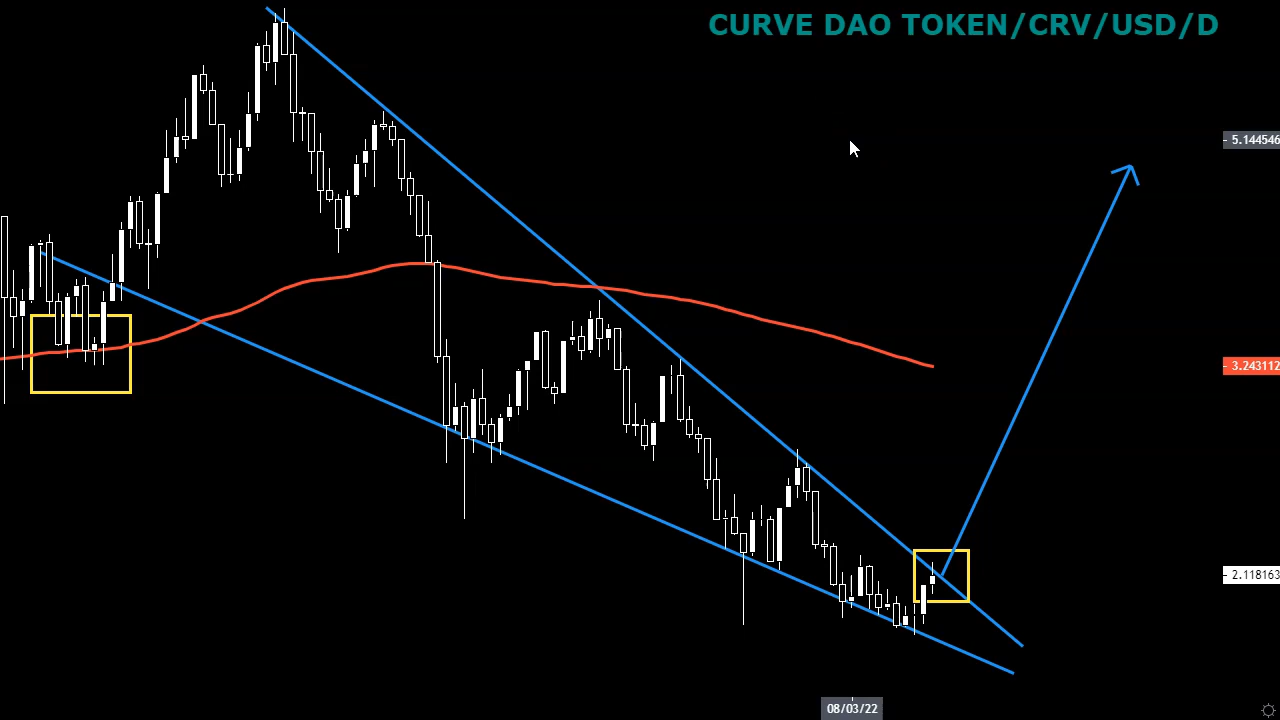 CURVE DAO TOKEN/CRV/USD/D
5.144546
3.243112
2.118163
08/03/22